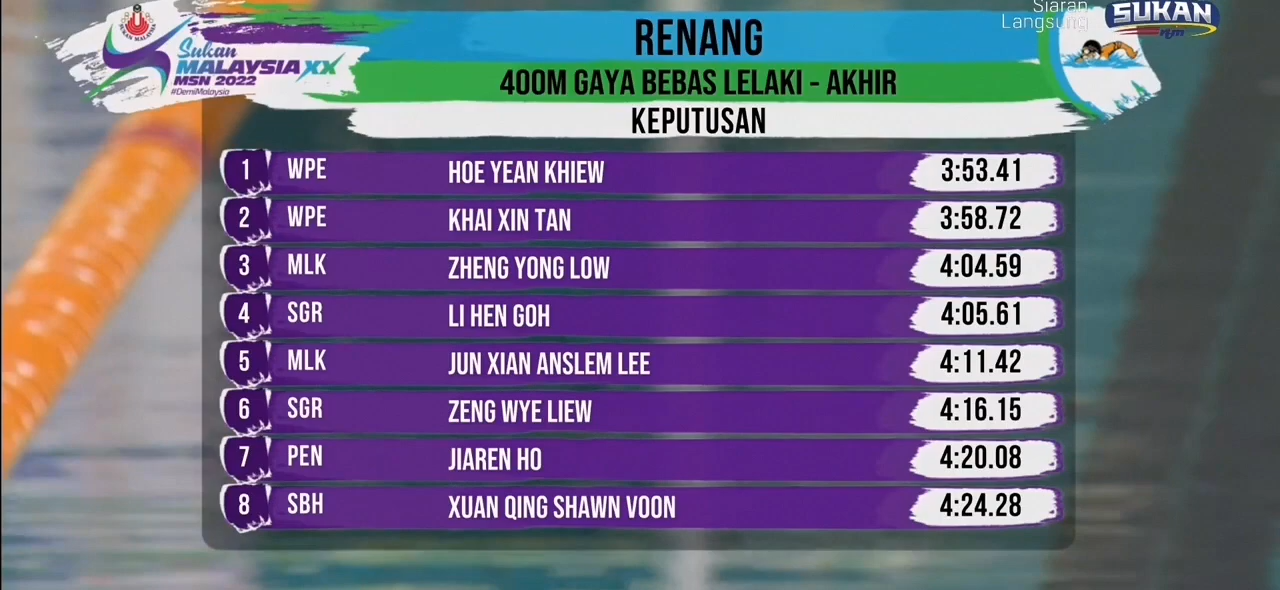 Siaran
Langsung
SUKAN
rtm
SUKAN MALAYSIA
Sukan
MALAYSIA XX
MSN 2022
#DemiMalaysia
RENANG
400M GAYA BEBAS LELAKI - AKHIR
KEPUTUSAN
1 WPE HOE YEAN KHIEW 3:53.41
2 WPE KHAI XIN TAN 3:58.72
3 MLK ZHENG YONG LOW 4:04.59
4 SGR LI HEN GOH 4:05.61
5 MLK JUN XIAN ANSLEM LEE 4:11.42
6 SGR ZENG WYE LIEW 4:16.15
7 PEN JIAREN HO 4:20.08
8 SBH XUAN QING SHAWN VOON 4:24.28